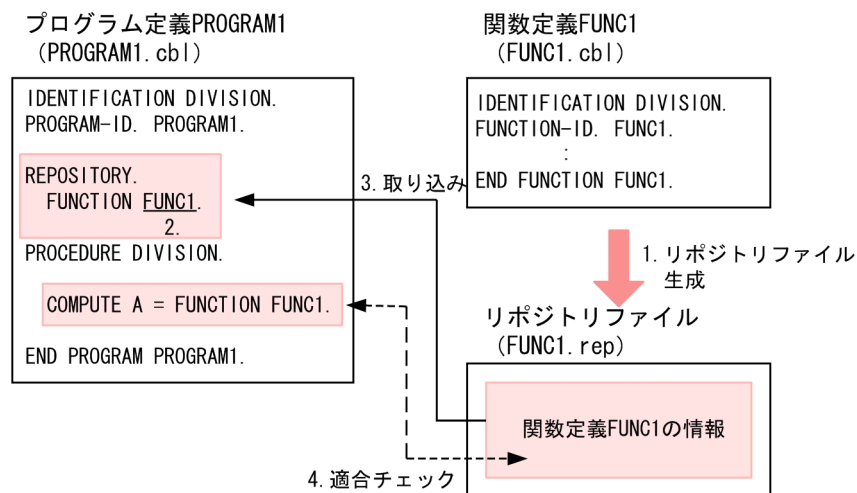 プログラム定義PROGRAM1
(PROGRAM1.cbl)
IDENTIFICATION DIVISION.
PROGRAM-ID. PROGRAM1.
REPOSITORY.
FUNCTION FUNC1.
2.
PROCEDURE DIVISION.
COMPUTE A = FUNCTION FUNC1.
END PROGRAM PROGRAM1.
3.取り込み
関数定義FUNC1
(FUNC1.cbl)
IDENTIFICATION DIVISION.
FUNCTION-ID. FUNC1.
:
END FUNCTION FUNC1.
1.リポジトリファイル
生成
リポジトリファイル
(FUNC1.rep)
関数定義FUNC1の情報
4.適合チェック